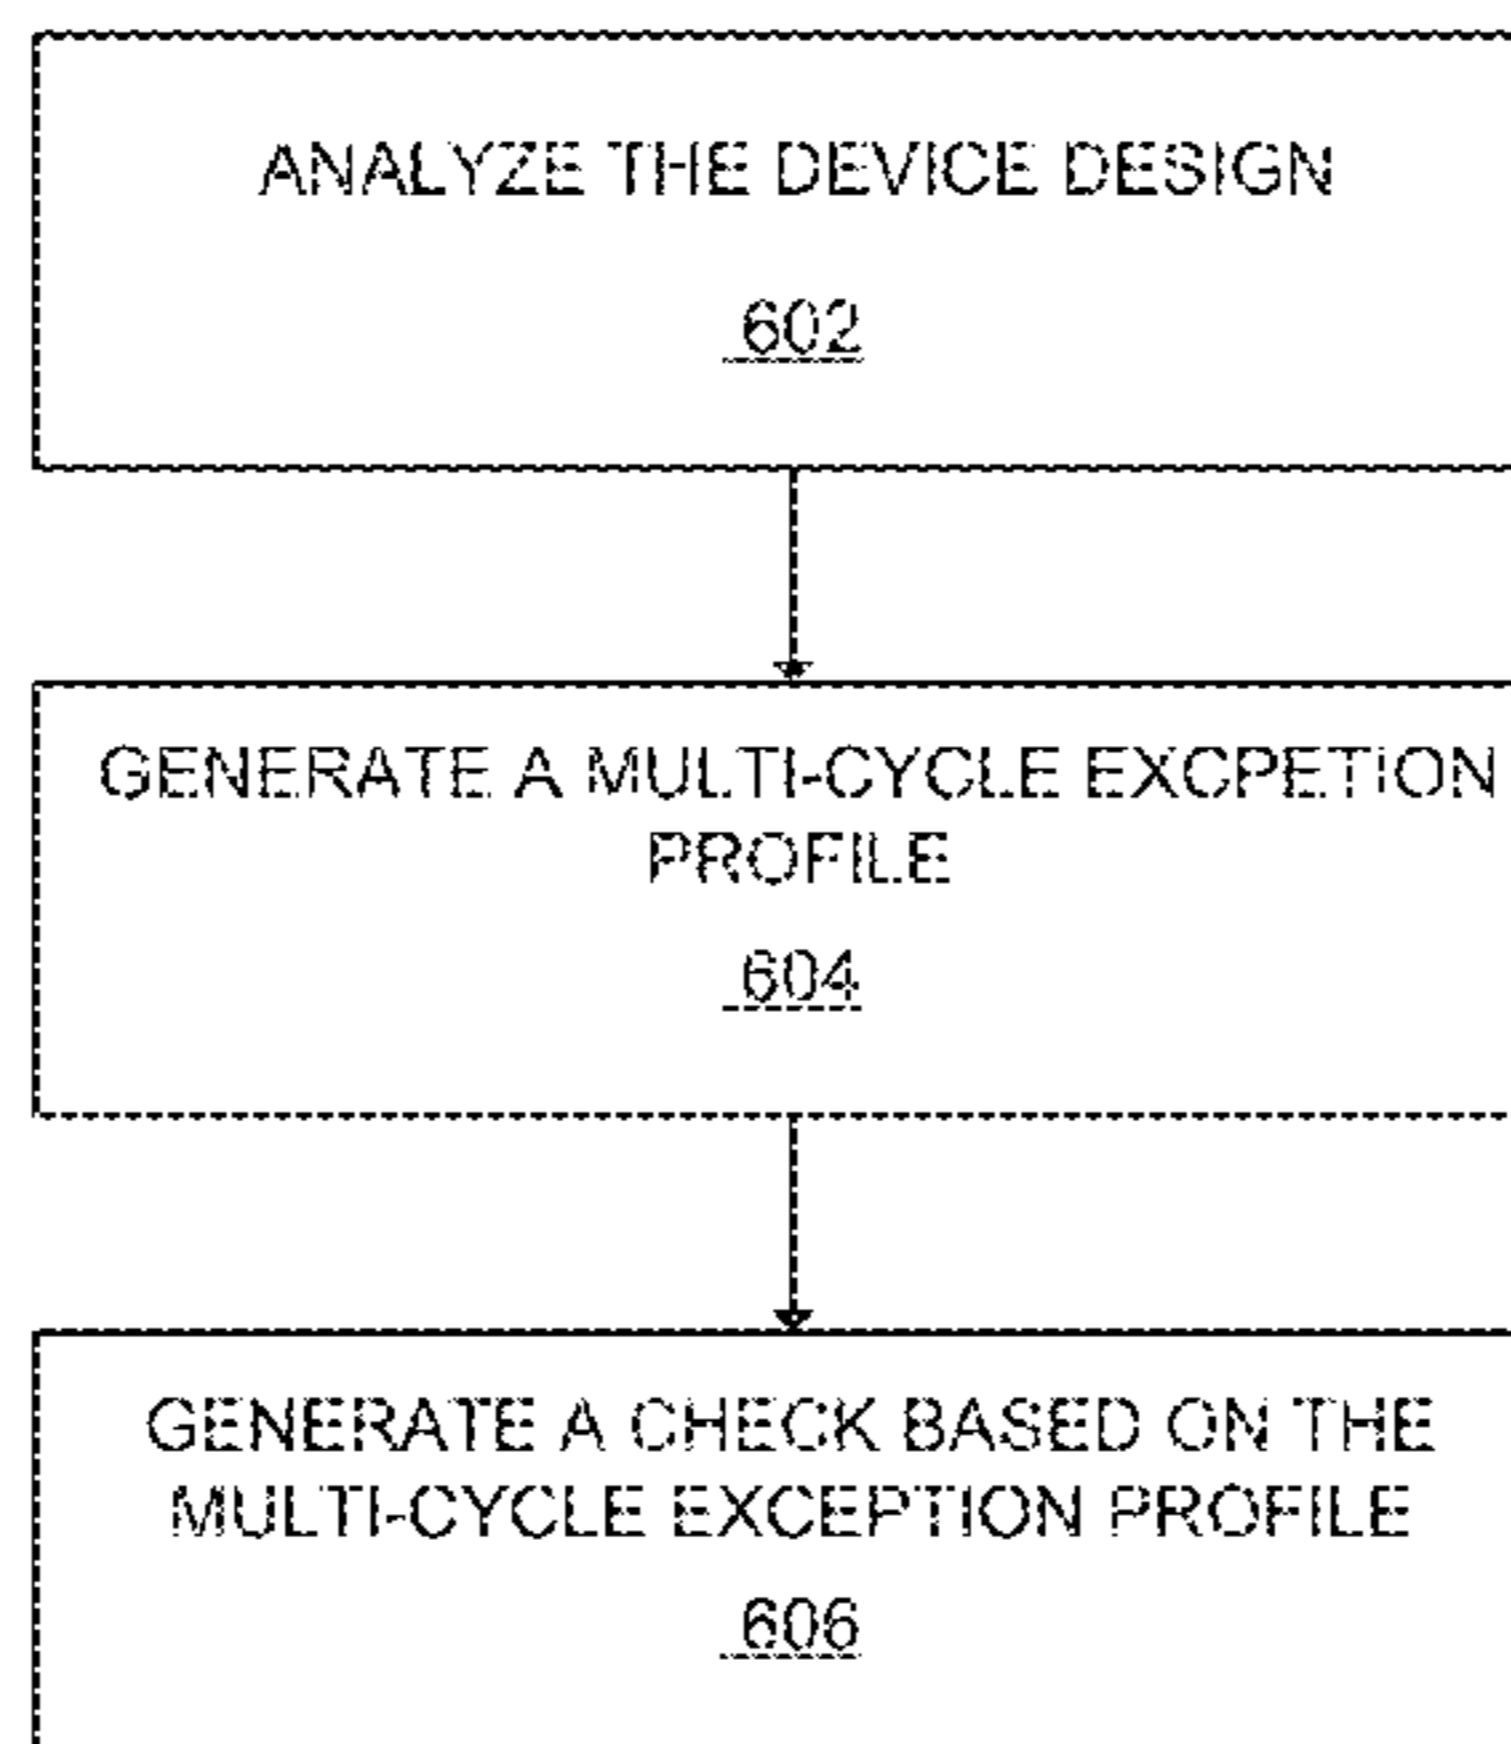 ANALYZE THE DEVICE DESIGN
602
GENERATE A MULTI-CYCLE EXCPETION
PROFILE
604
GENERATE A CHECK BASED ON THE
MULTI-CYCLE EXCEPTION PROFILE
606